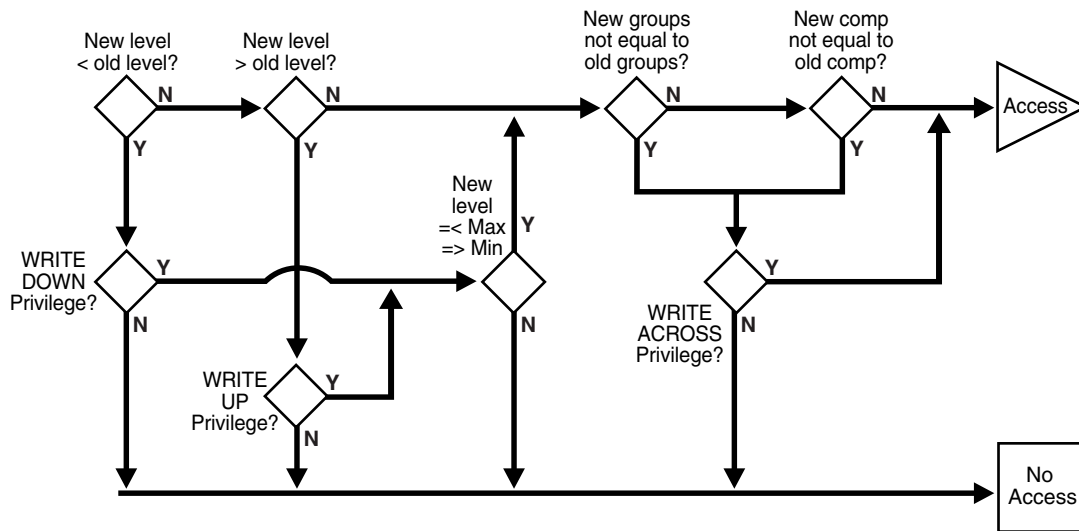 New level
< old level?
New level
> old level?
New groups
not equal to
old groups?
New comp
not equal to
old comp?
N
N
N
N
Access
Y
Y
Y
Y
New
level
=< Max
=> Min
Y
WRITE
DOWN
Privilege?
Y
N
N
Y
N
WRITE
ACROSS
Privilege?
WRITE
UP
Privilege?
Y
N
No
Access